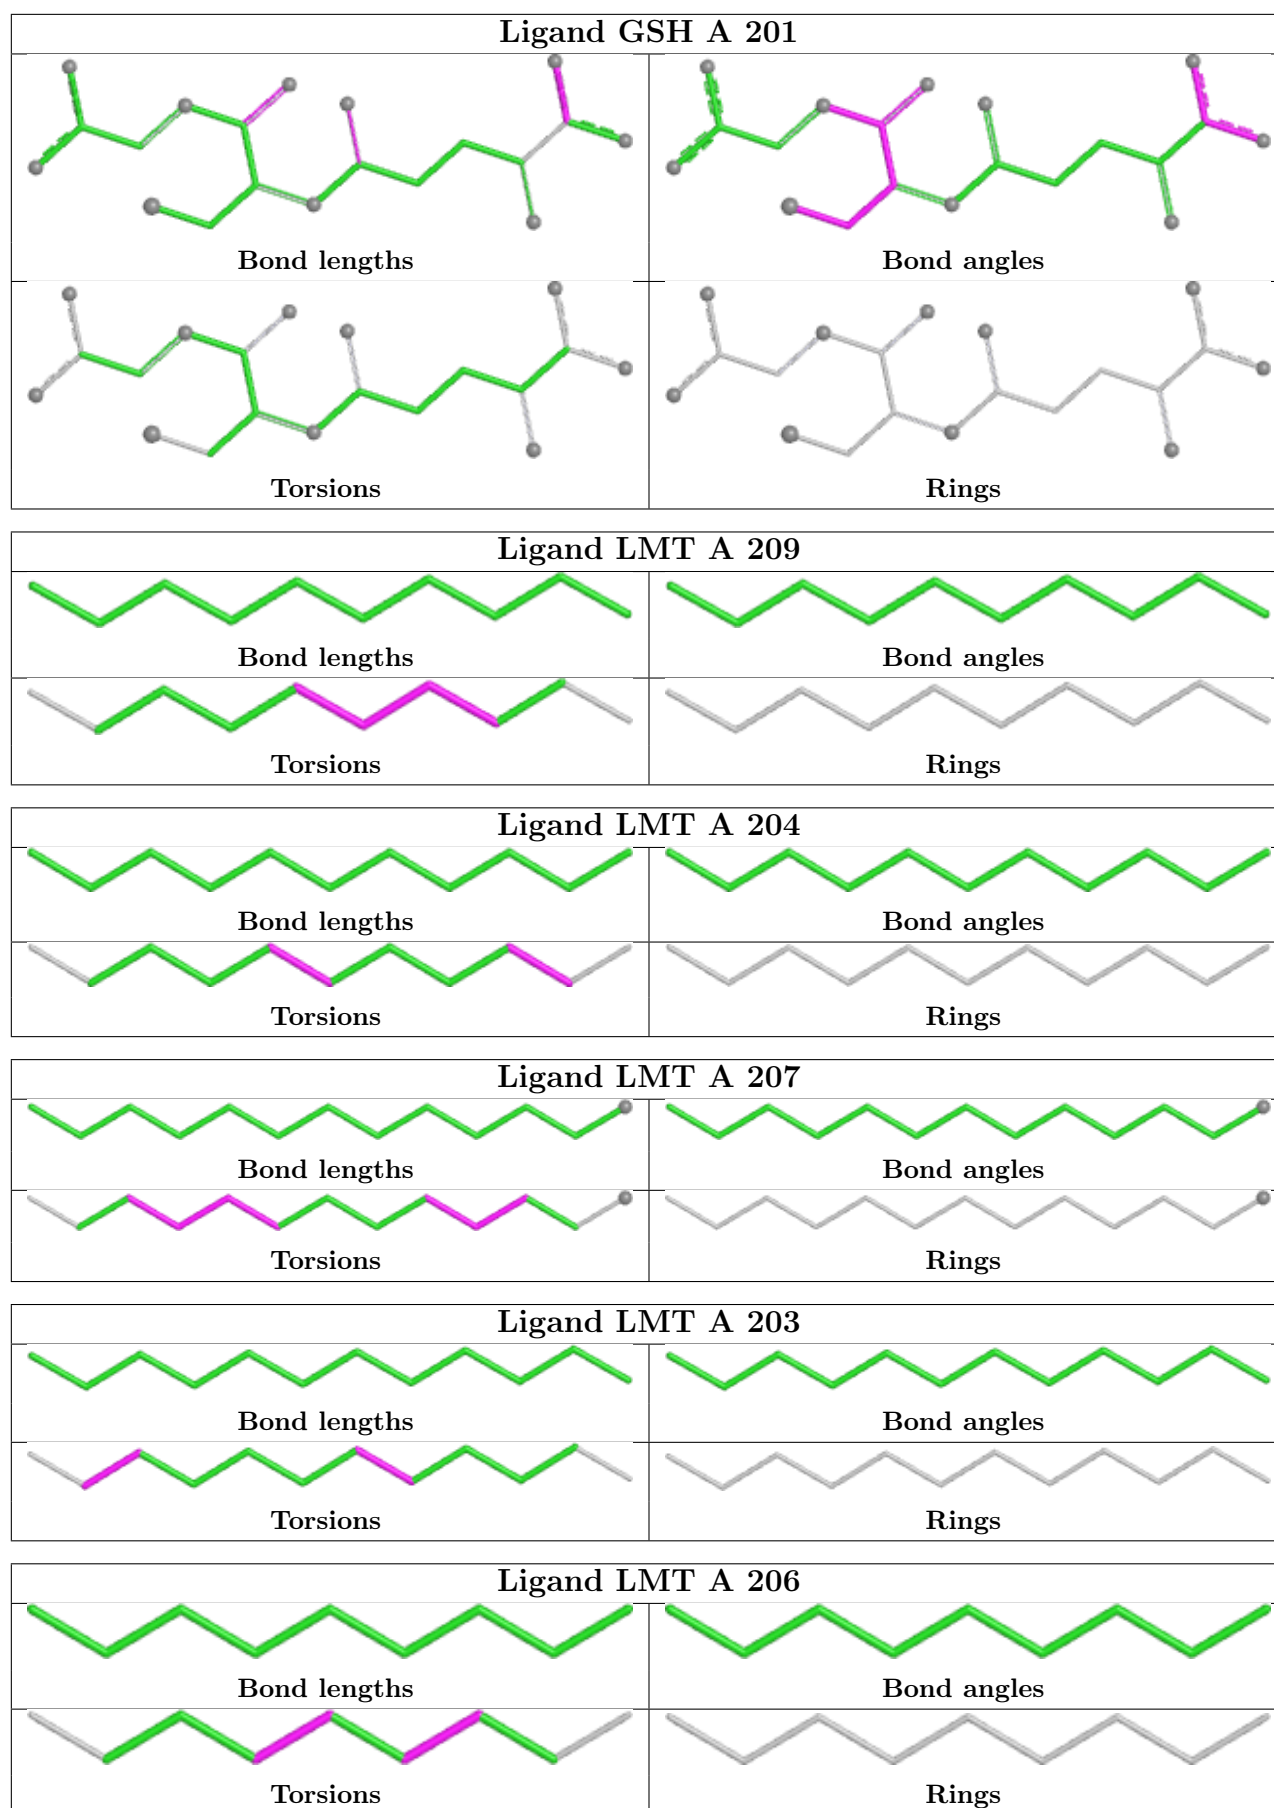 Ligand GSH A 201
Bond lengths Bond angles
Torsions Rings
Ligand LMT A 209
Bond lengths Bond angles
Torsions Rings
Ligand LMT A 204
Bond lengths Bond angles
Torsions Rings
Ligand LMT A 207
Bond lengths Bond angles
Torsions Rings
Ligand LMT A 203
Bond lengths Bond angles
Torsions Rings
Ligand LMT A 206
Bond lengths Bond angles
Torsions Rings